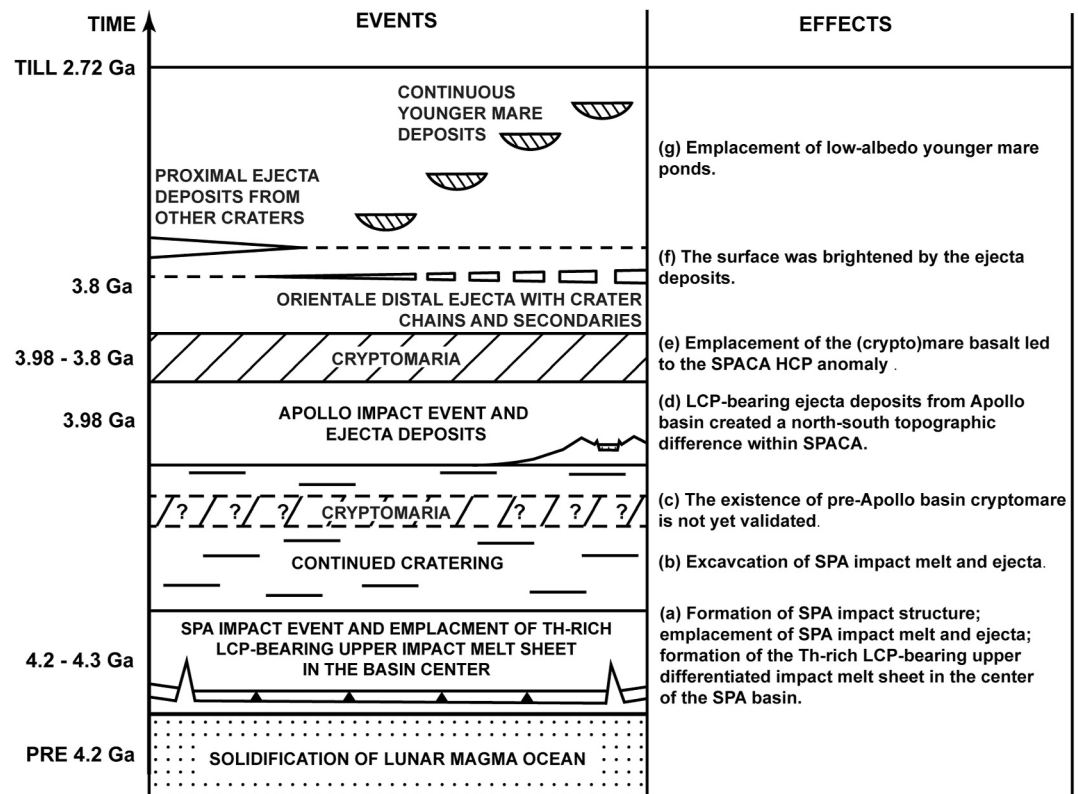 TIME
EVENTS
EFFECTS
TILL 2.72 Ga
CONTINUOUS
YOUNGER MARE
DEPOSITS
(g) Emplacement of low-albedo younger mare
ponds.
PROXIMAL EJECTA
DEPOSITS FROM
OTHER CRATERS
(f) The surface was brightened by the ejecta
deposits.
3.8 Ga
ORIENTALE DISTAL EJECTA WITH CRATER
CHAINS AND SECONDARIES
3.98 - 3.8 Ga
CRYPTOMARIA
(e) Emplacement of the (crypto)mare basalt led
to the SPACA HCP anomaly .
3.98 Ga
APOLLO IMPACT EVENT AND
EJECTA DEPOSITS
(d) LCP-bearing ejecta deposits from Apollo
basin created a north-south topographic
difference within SPACA.
? ? ? CRYPTOMARIA ? ?
(c) The existence of pre-Apollo basin cryptomare
is not yet validated.
CONTINUED CRATERING
(b) Excavcation of SPA impact melt and ejecta.
4.2 - 4.3 Ga
SPA IMPACT EVENT AND EMPLACMENT OF TH-RICH
LCP-BEARING UPPER IMPACT MELT SHEET
IN THE BASIN CENTER
(a) Formation of SPA impact structure;
emplacement of SPA impact melt and ejecta;
formation of the Th-rich LCP-bearing upper
differentiated impact melt sheet in the center
of the SPA basin.
PRE 4.2 Ga
SOLIDIFICATION OF LUNAR MAGMA OCEAN